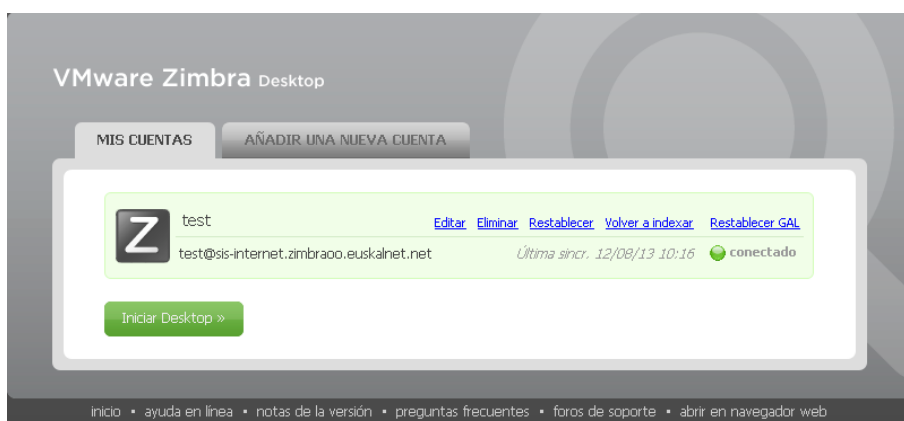 VMware Zimbra Desktop
MIS CUENTAS
AÑADIR UNA NUEVA CUENTA
Z
test
Editar Eliminar Restablecer Volver a indexar Restablecer GAL
test@sis-internet.zimbraoo.euskalnet.net
Última sincr. 12/08/13 10:16
conectado
Iniciar Desktop »
inicio ▪ ayuda en línea ▪ notas de la versión ▪ preguntas frecuentes ▪ foros de soporte ▪ abrir en navegador web